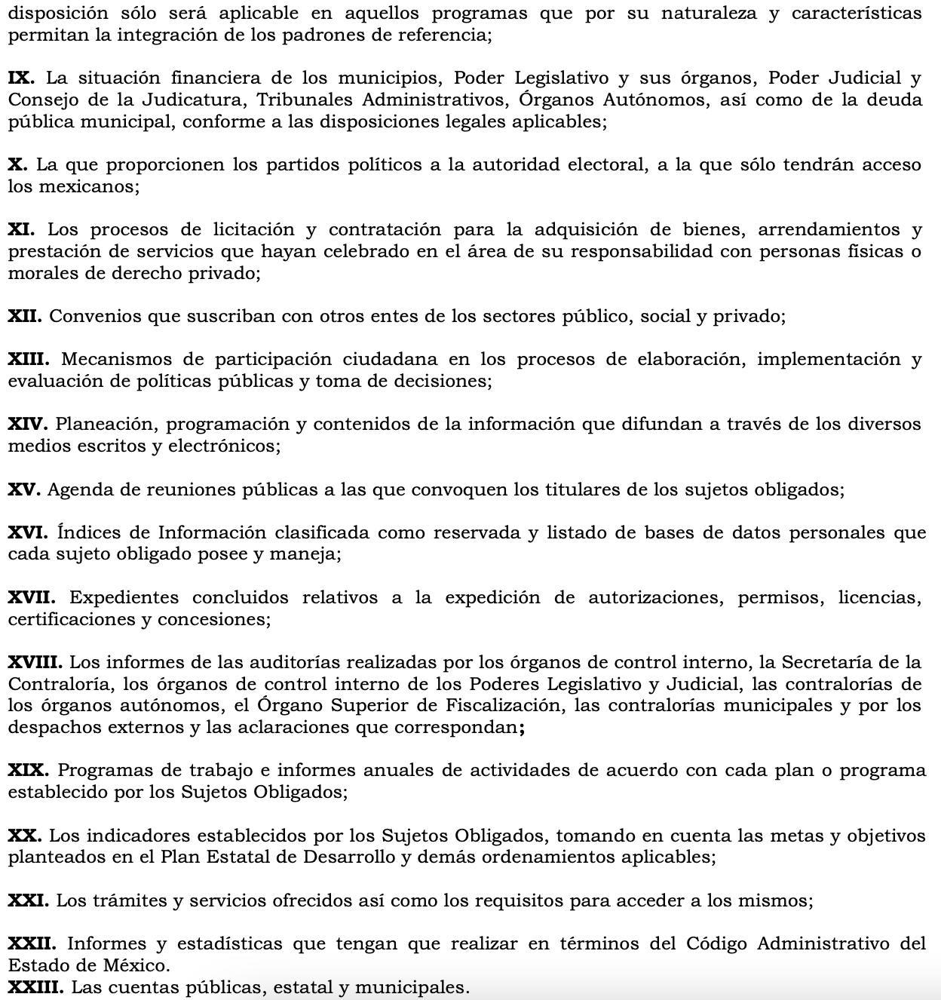 disposición sólo será aplicable en aquellos programas que por su naturaleza y características
permitan la integración de los padrones de referencia;
IX. La situación financiera de los municipios, Poder Legislativo y sus órganos, Poder Judicial y
Consejo de la Judicatura, Tribunales Administrativos, Órganos Autónomos, así como de la deuda
pública municipal, conforme a las disposiciones legales aplicables;
X. La que proporcionen los partidos políticos a la autoridad electoral, a la que sólo tendrán acceso
los mexicanos;
XI. Los procesos de licitación y contratación para la adquisición de bienes, arrendamientos y
prestación de servicios que hayan celebrado en el área de su responsabilidad con personas físicas o
morales de derecho privado;
XII. Convenios que suscriban con otros entes de los sectores público, social y privado;
XIII. Mecanismos de participación ciudadana en los procesos de elaboración, implementación y
evaluación de políticas públicas y toma de decisiones;
XIV. Planeación, programación y contenidos de la información que difundan a través de los diversos
medios escritos y electrónicos;
XV. Agenda de reuniones públicas a las que convoquen los titulares de los sujetos obligados;
XVI. Índices de Información clasificada como reservada y listado de bases de datos personales que
cada sujeto obligado posee y maneja;
XVII. Expedientes concluidos relativos a la expedición de autorizaciones, permisos, licencias,
certificaciones y concesiones;
XVIII. Los informes de las auditorías realizadas por los órganos de control interno, la Secretaría de la
Contraloría, los órganos de control interno de los Poderes Legislativo y Judicial, las contralorías de
los órganos autónomos, el Órgano Superior de Fiscalización, las contralorías municipales y por los
despachos externos y las aclaraciones que correspondan;
XIX. Programas de trabajo e informes anuales de actividades de acuerdo con cada plan o programa
establecido por los Sujetos Obligados;
XX. Los indicadores establecidos por los Sujetos Obligados, tomando en cuenta las metas y objetivos
planteados en el Plan Estatal de Desarrollo y demás ordenamientos aplicables;
XXI. Los trámites y servicios ofrecidos así como los requisitos para acceder a los mismos;
XXII. Informes y estadísticas que tengan que realizar en términos del Código Administrativo del
Estado de México.
XXIII. Las cuentas públicas, estatal y municipales.